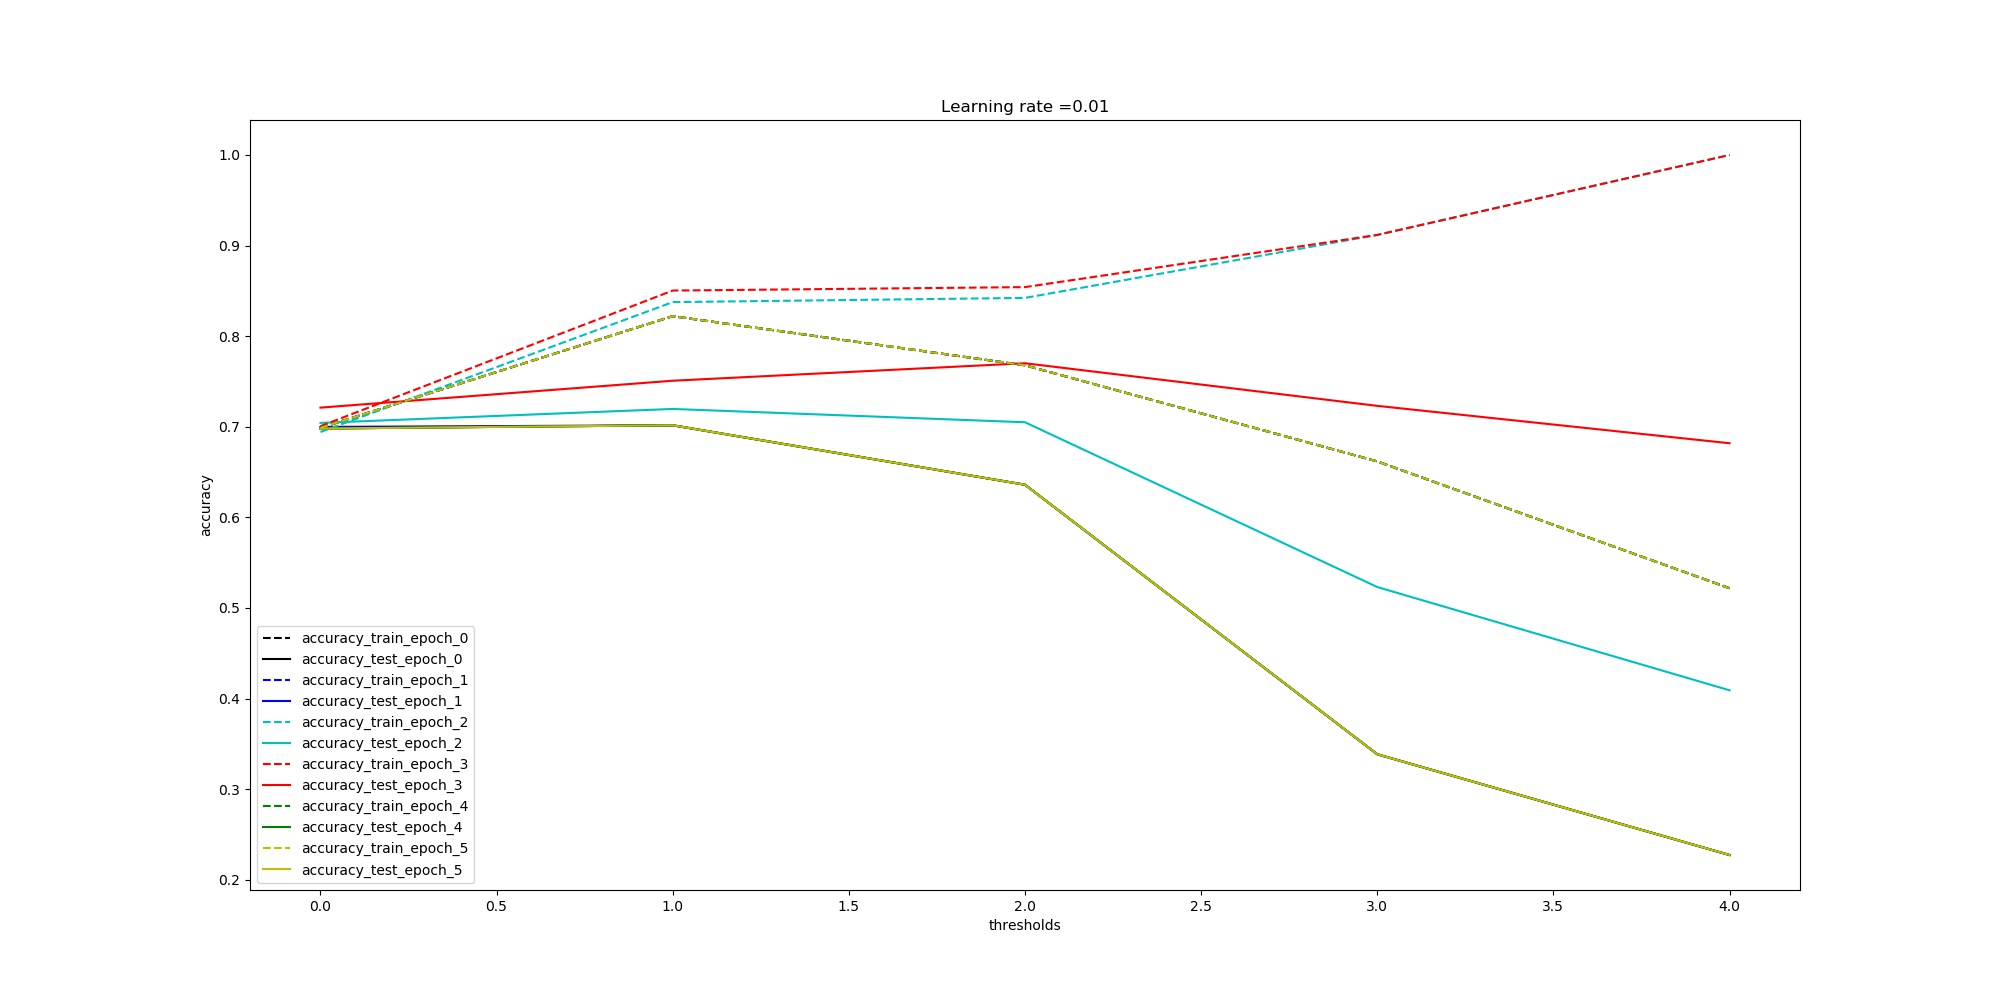 Learning rate =0.01
1.0
0.9
0.8
0.7
0.6
0.5
0.4
0.3
0.2
accuracy
accuracy_train_epoch_0
accuracy_test_epoch_0
accuracy_train_epoch_1
accuracy_test_epoch_1
accuracy_train_epoch_2
accuracy_test_epoch_2
accuracy_train_epoch_3
accuracy_test_epoch_3
accuracy_train_epoch_4
accuracy_test_epoch_4
accuracy_train_epoch_5
accuracy_test_epoch_5
0.0 0.5 1.0 1.5 2.0 2.5 3.0 3.5 4.0
thresholds